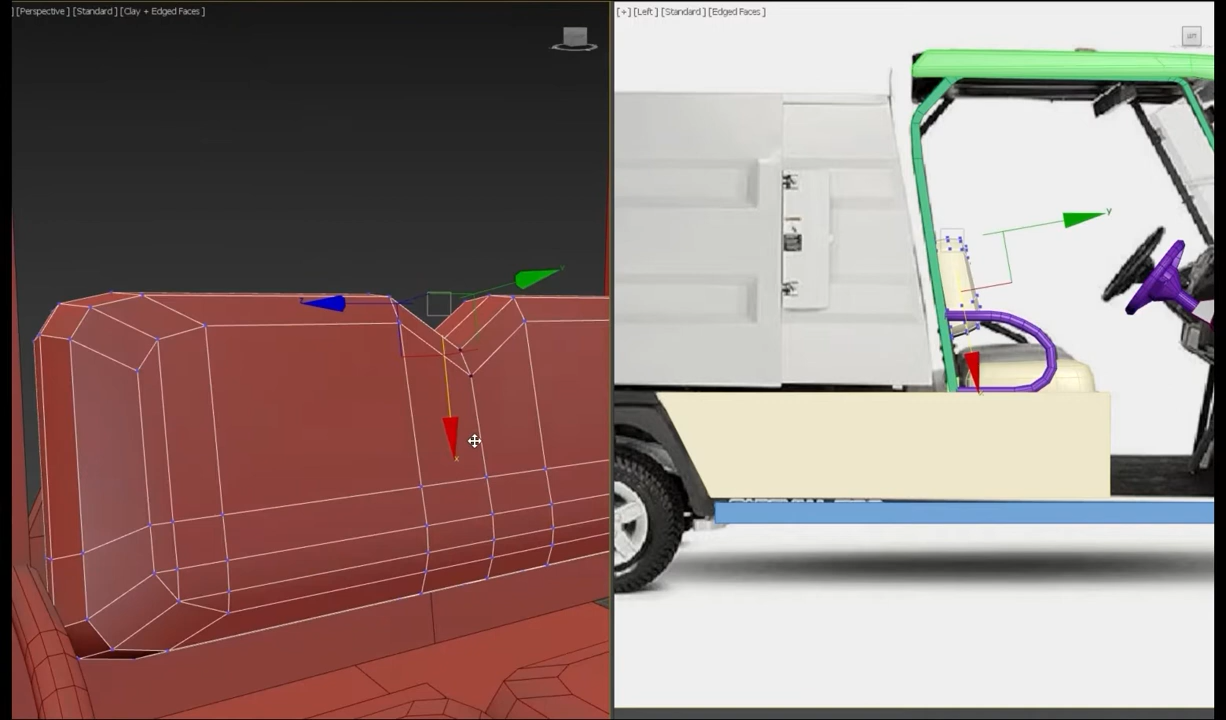 ] [Perspective ] [Standard ] [Clay + Edged Faces ]
[+] [Left ] [Standard ] [Edged Faces ]
y
x
y
x